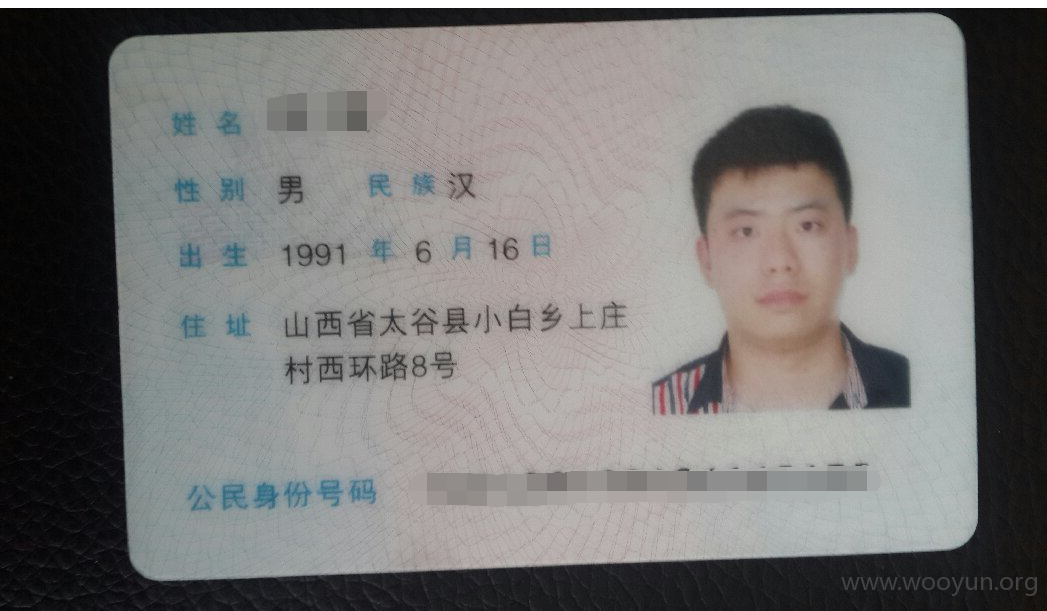 姓名
性别 男 民族 汉
出生 1991 年 6 月 16 日
住址 山西省太谷县小白乡上庄
村西环路8号
公民身份号码
www.wooyun.org